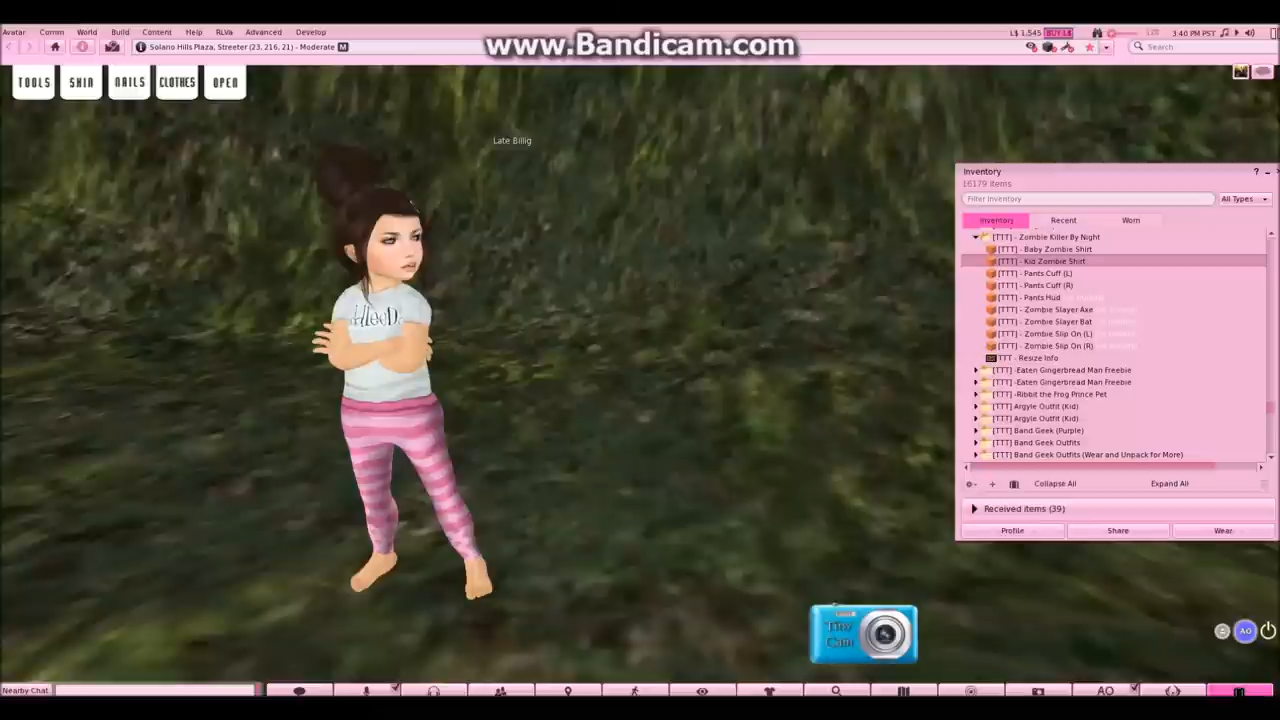 www.Bandicam.com
Avatar Comm World Build Content Help RLVa Advanced Develop
L$ 1,545 BUY L$ 3:40 PM PST
Solano Hills Plaza, Streeter (23, 216, 21) - Moderate M
Search
TOOLS SKIN NAILS CLOTHES OPEN
Late Billig
Inventory
16179 items
Filter Inventory All Types
Inventory Recent Worn
[TTT] - Zombie Killer By Night
[TTT] - Baby Zombie Shirt
[TTT] - Kid Zombie Shirt
[TTT] - Pants Cuff (L)
[TTT] - Pants Cuff (R)
[TTT] - Pants Hud
[TTT] - Zombie Slayer Axe
[TTT] - Zombie Slayer Bat
[TTT] - Zombie Slip On (L)
[TTT] - Zombie Slip On (R)
TTT - Resize Info
[TTT] -Eaten Gingerbread Man Freebie
[TTT] -Eaten Gingerbread Man Freebie
[TTT] -Ribbit the Frog Prince Pet
[TTT] Argyle Outfit (Kid)
[TTT] Argyle Outfit (Kid)
[TTT] Band Geek (Purple)
[TTT] Band Geek Outfits
[TTT] Band Geek Outfits (Wear and Unpack for More)
Collapse All Expand All
Received items (39)
Profile Share Wear
Tiny
Cam
AO
Nearby Chat
AO